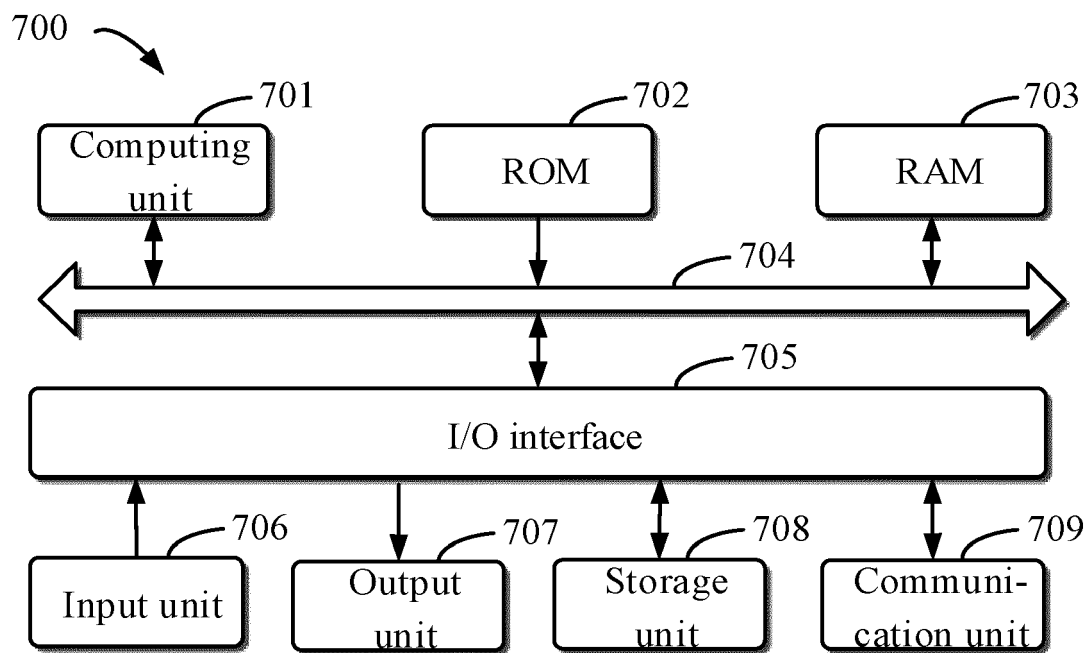 700
701
702
703
Computing
unit
ROM
RAM
704
705
I/O interface
706
707
708
709
Input unit
Output
unit
Storage
unit
Communi-
cation unit